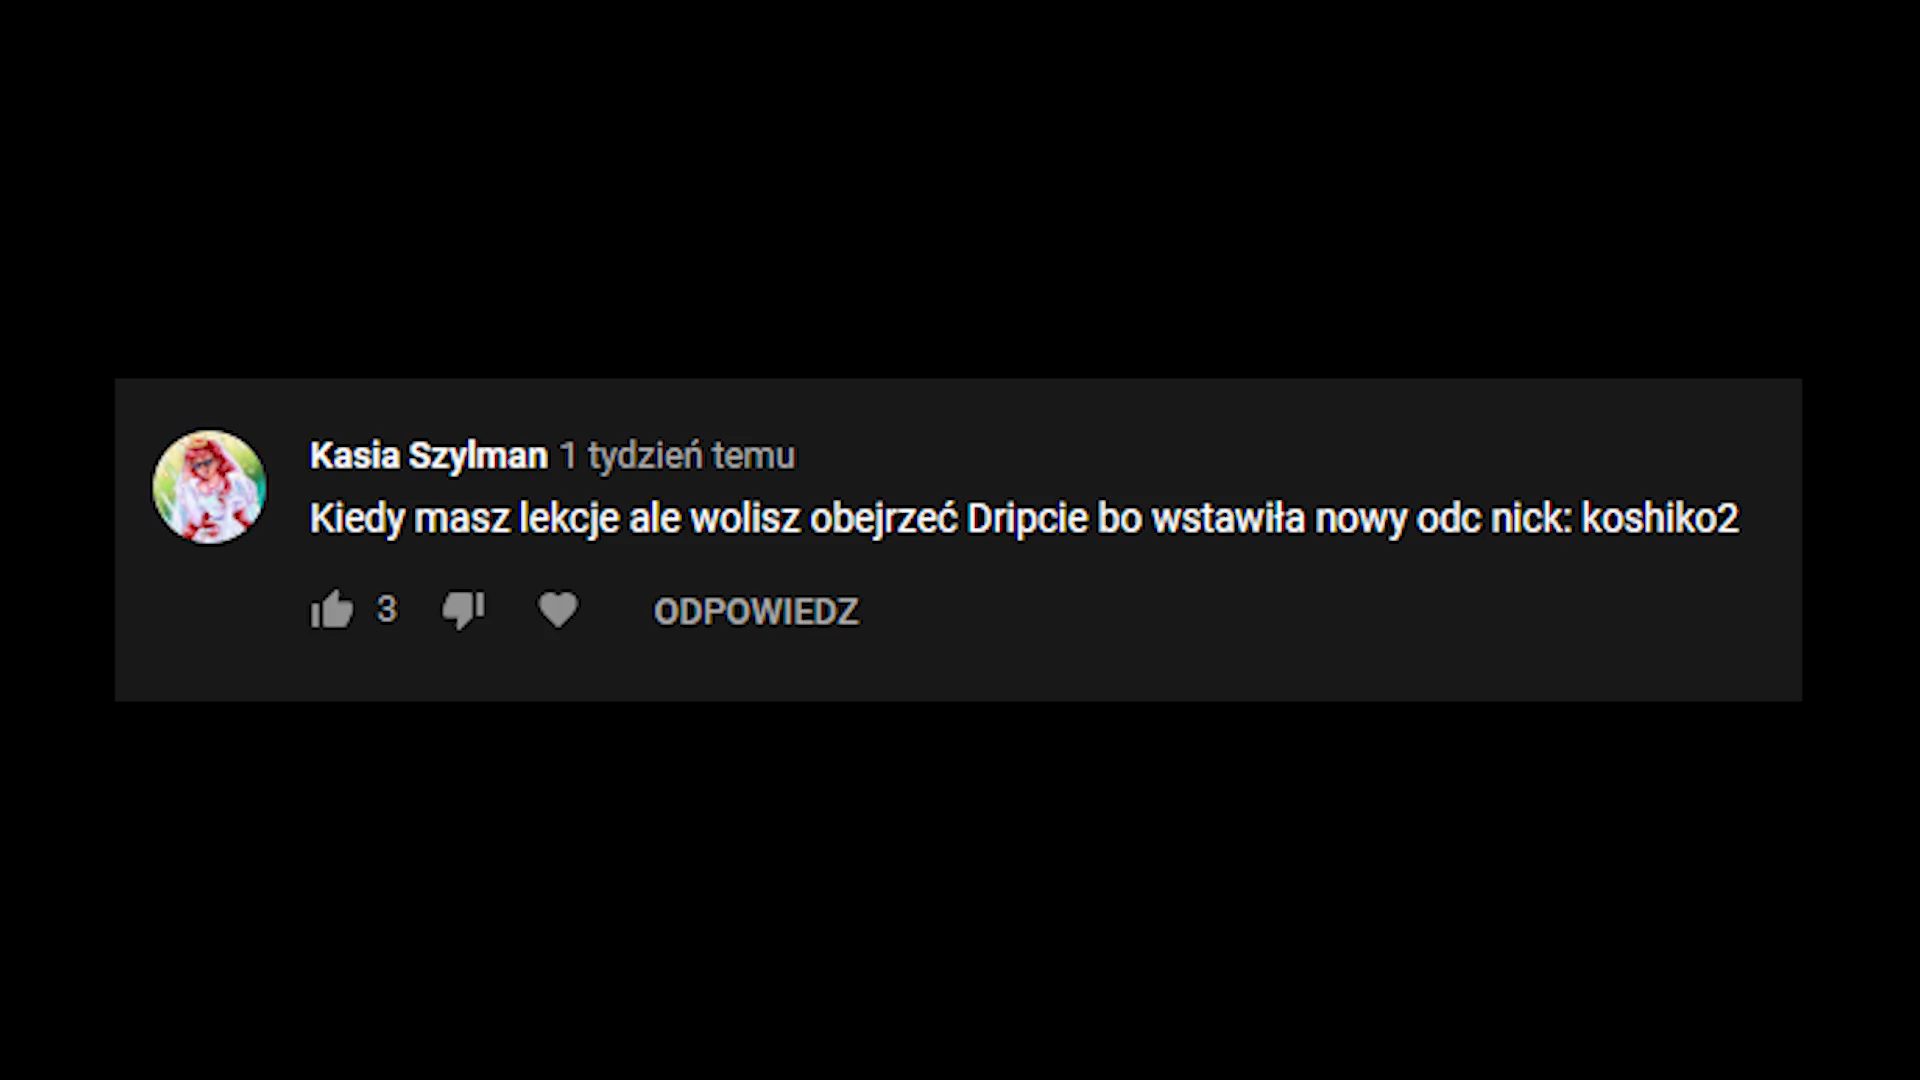 Kasia Szylman 1 tydzień temu
Kiedy masz lekcje ale wolisz obejrzeć Dripcie bo wstawiła nowy odc nick: koshiko2
3 ODPOWIEDZ